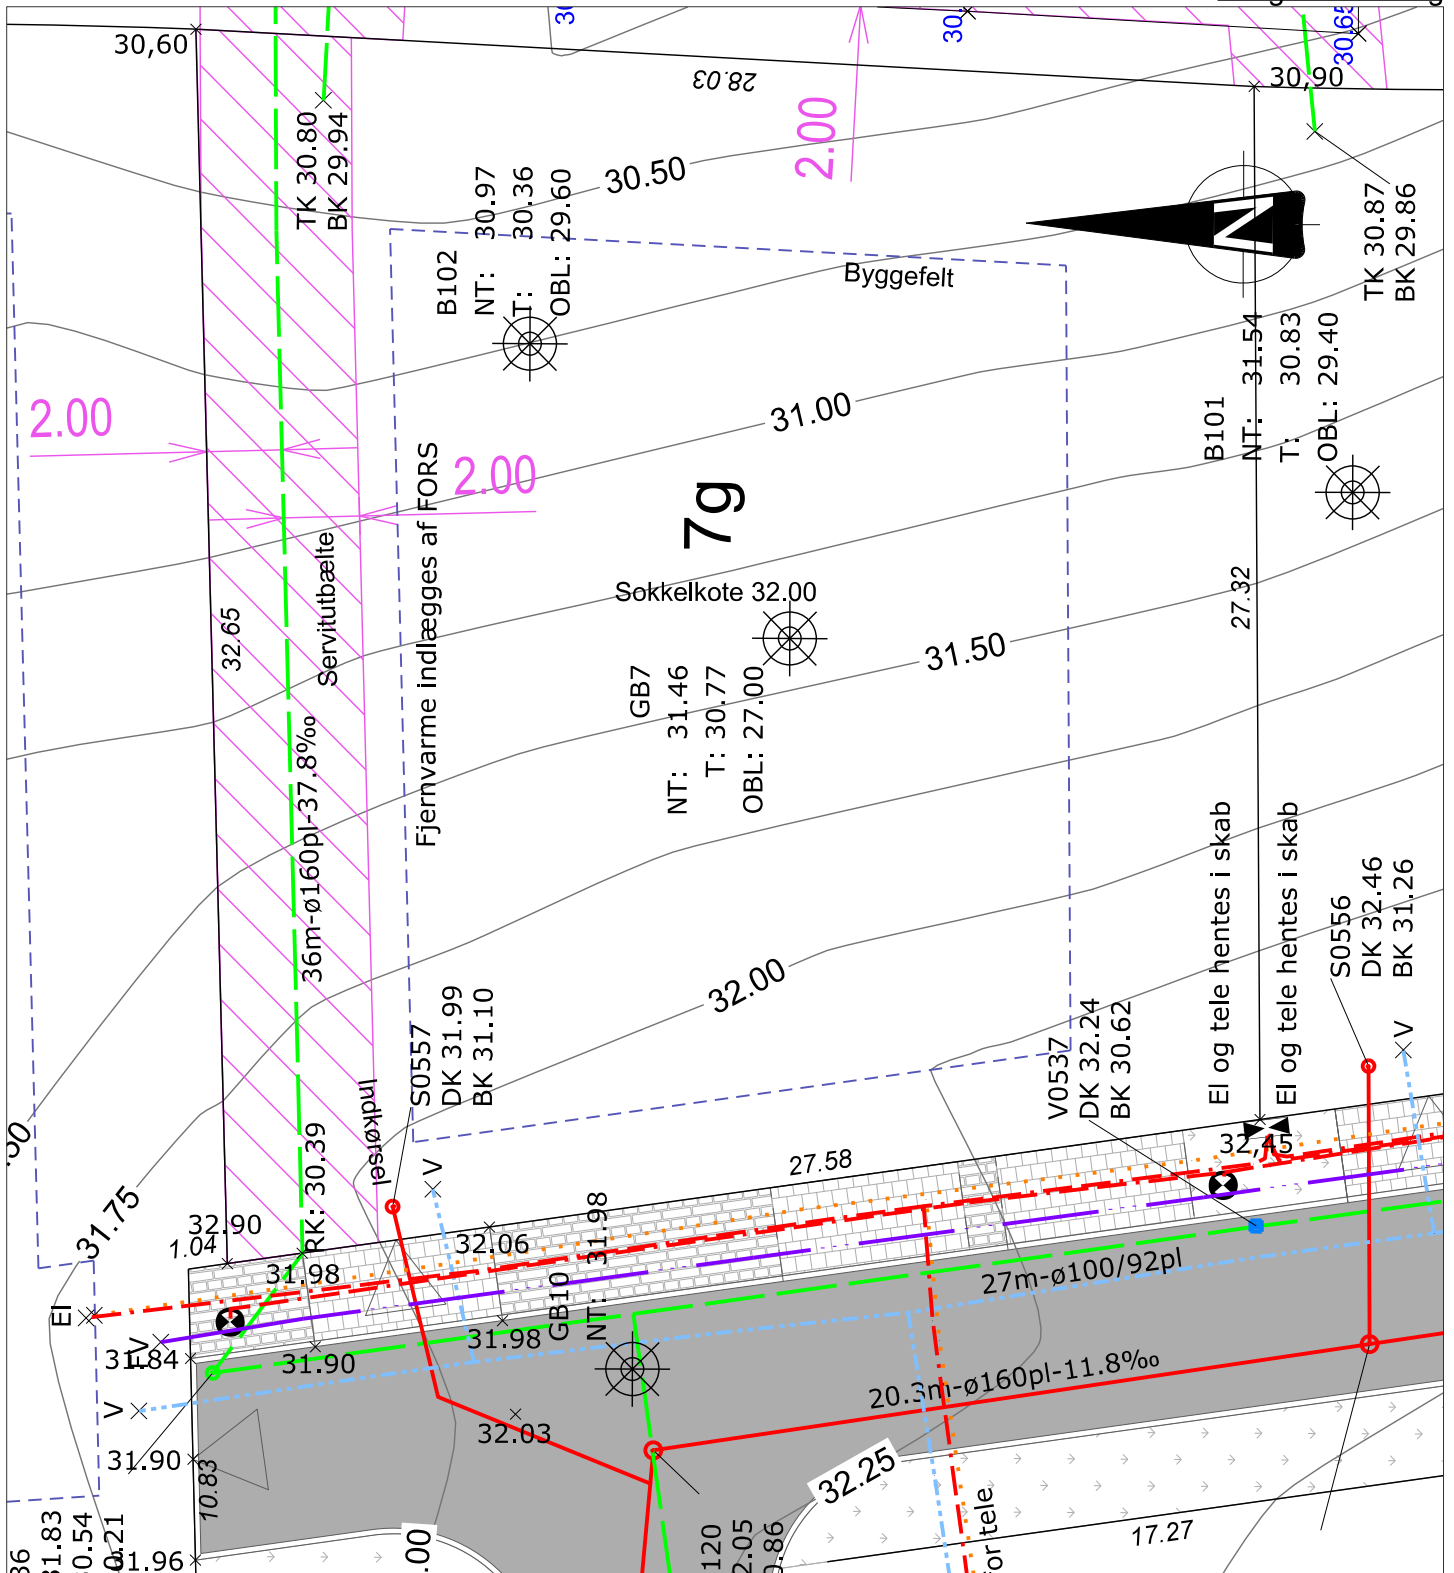 30,60
28.03
30.
30.65
30,90
2.00
TK 30.80
BK 29.94
30.50
B102
NT: 30.97
T: 30.36
OBL: 29.60
Byggefelt
N
TK 30.87
BK 29.86
2.00
2.00
31.00
B101
NT: 31.54
T: 30.83
OBL: 29.40
Fjernvarme indlægges af FORS
7g
Sokkelkote 32.00
Servitutbælte
32.65
27.32
31.50
GB7
NT: 31.46
T: 30.77
OBL: 27.00
36m-ø160pl-37.8‰
32.00
El og tele hentes i skab
El og tele hentes i skab
S0556
DK 32.46
BK 31.26
S0557
DK 31.99
BK 31.10
V0537
DK 32.24
BK 30.62
V
Indkørsel
RK: 30.39
V
27.58
32,45
31.75
32.90
1.04
31.98
32.06
GB10
NT: 31.98
27m-ø100/92pl
El
FV
31.84
31.90
31.98
20.3m-ø160pl-11.8‰
V
32.03
31.90
10.83
32.25
31.96
17.27
for tele